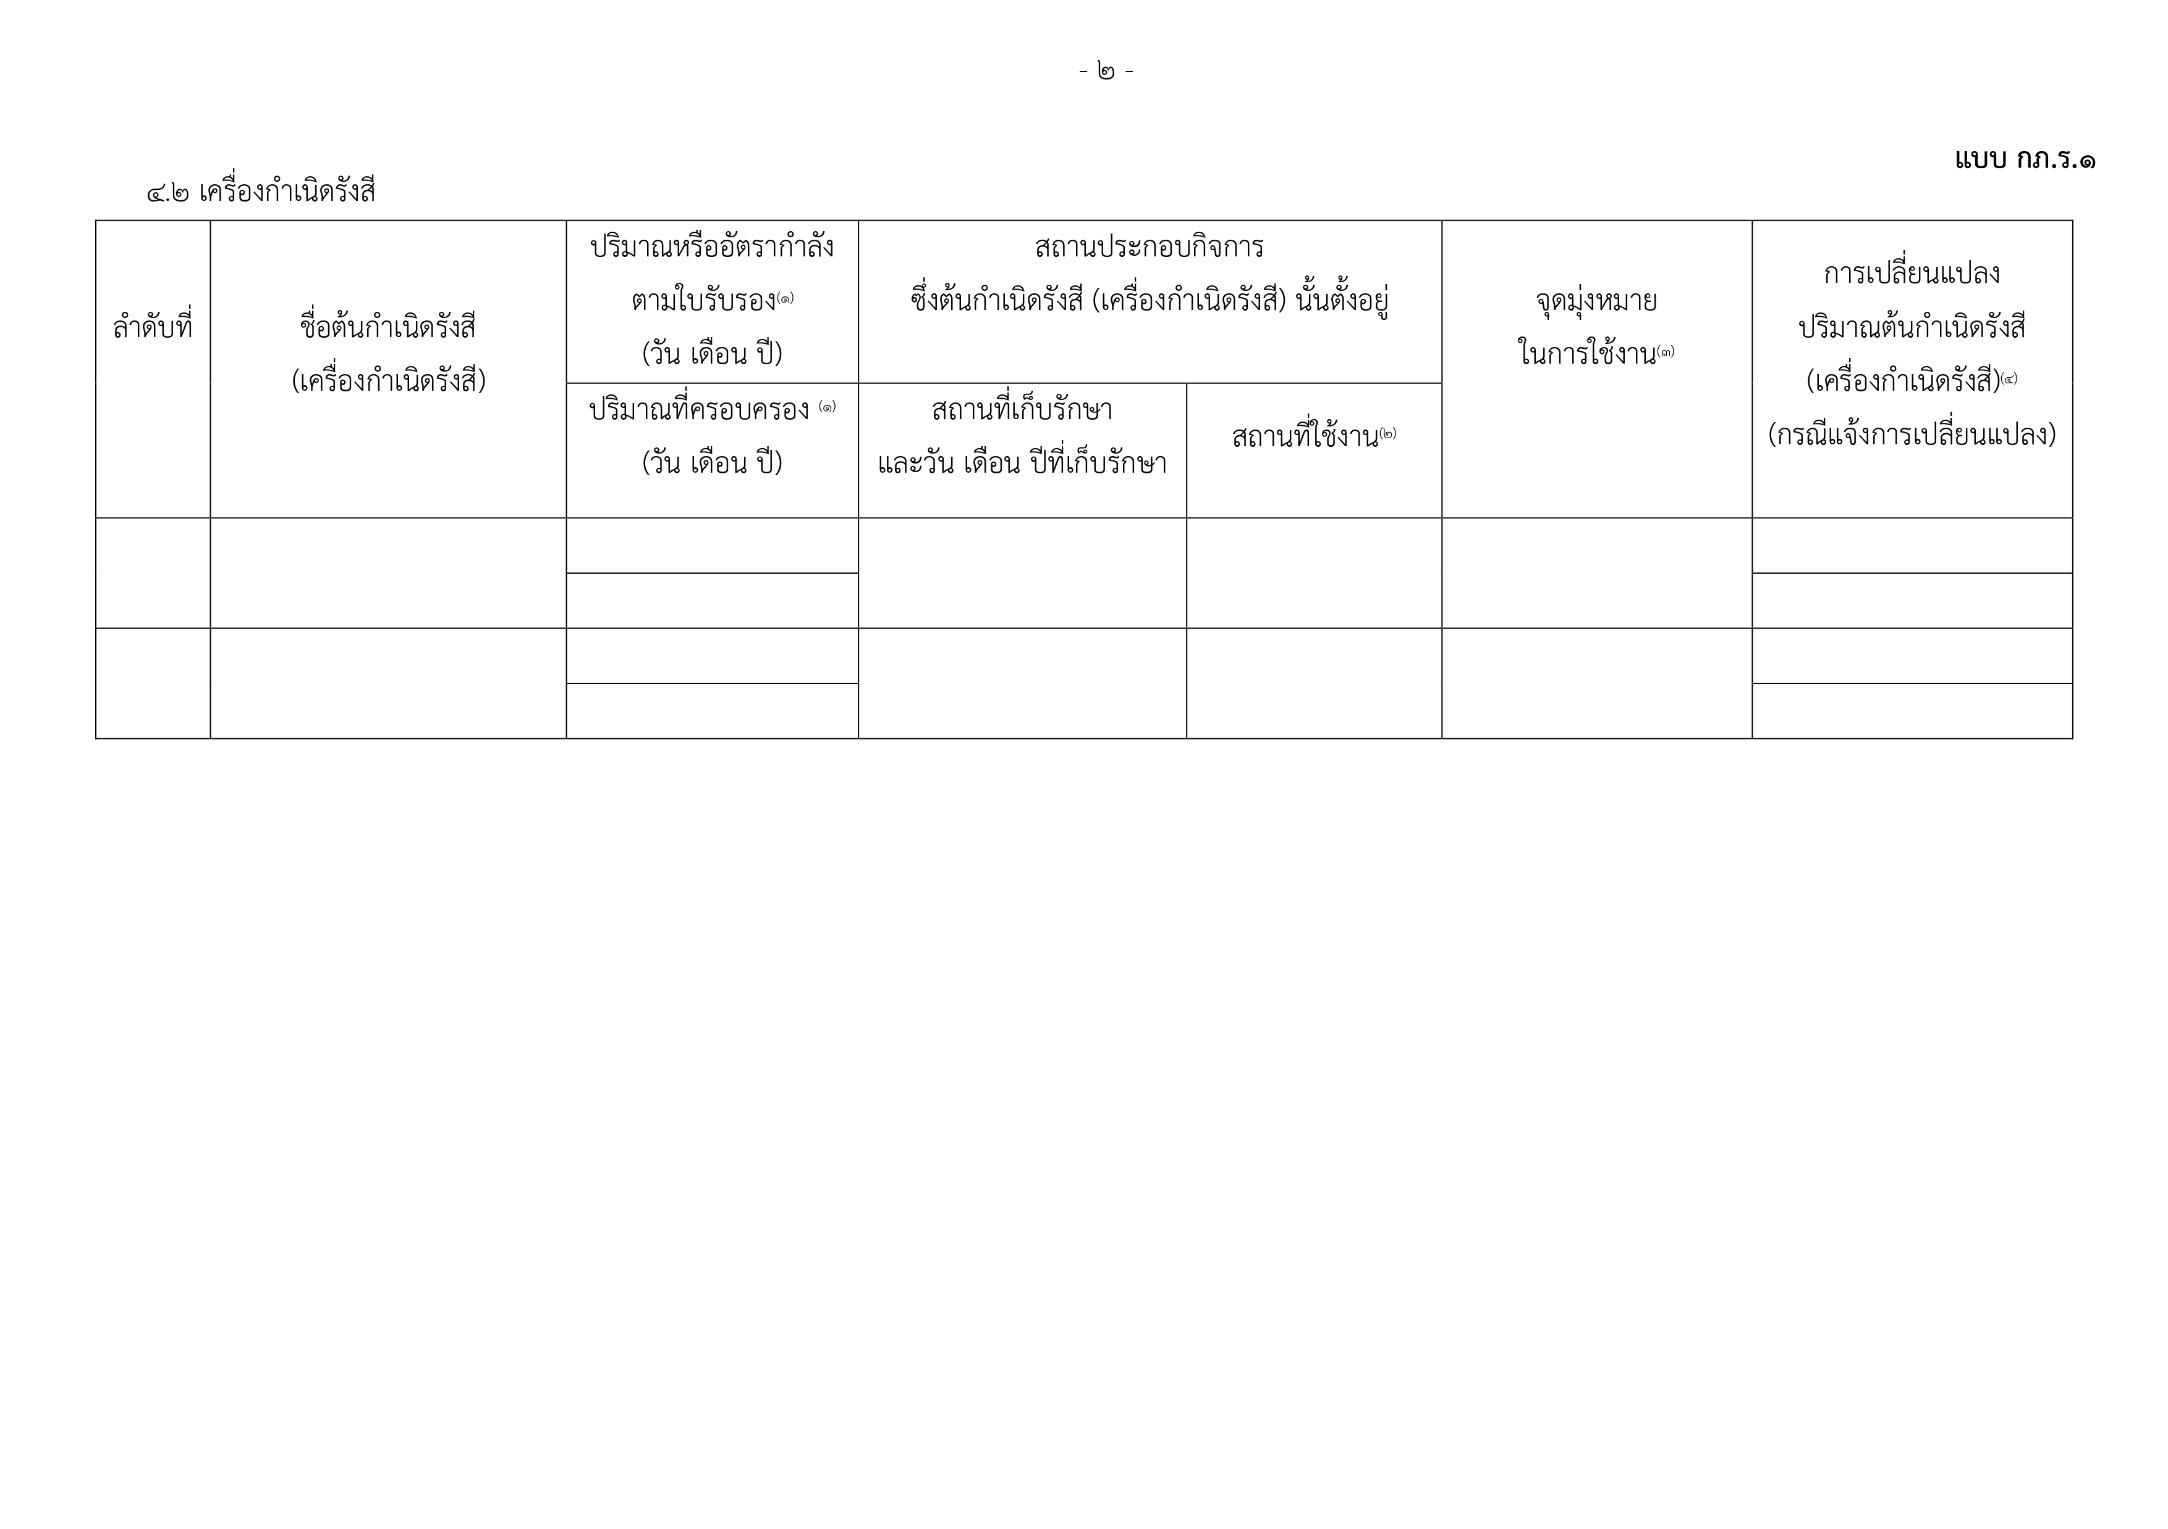 - ๒ -
แบบ กภ.ร.๑
๔.๒ เครื่องกำเนิดรังสี
ลำดับที่
ชื่อต้นกำเนิดรังสี
(เครื่องกำเนิดรังสี)
ปริมาณหรืออัตรากำลัง
ตามใบรับรอง(๑)
(วัน เดือน ปี)
ปริมาณที่ครอบครอง (๑)
(วัน เดือน ปี)
สถานประกอบกิจการ
ซึ่งต้นกำเนิดรังสี (เครื่องกำเนิดรังสี) นั้นตั้งอยู่
สถานที่เก็บรักษา
และวัน เดือน ปีที่เก็บรักษา
สถานที่ใช้งาน(๒)
จุดมุ่งหมาย
ในการใช้งาน(๓)
การเปลี่ยนแปลง
ปริมาณต้นกำเนิดรังสี
(เครื่องกำเนิดรังสี)(๔)
(กรณีแจ้งการเปลี่ยนแปลง)